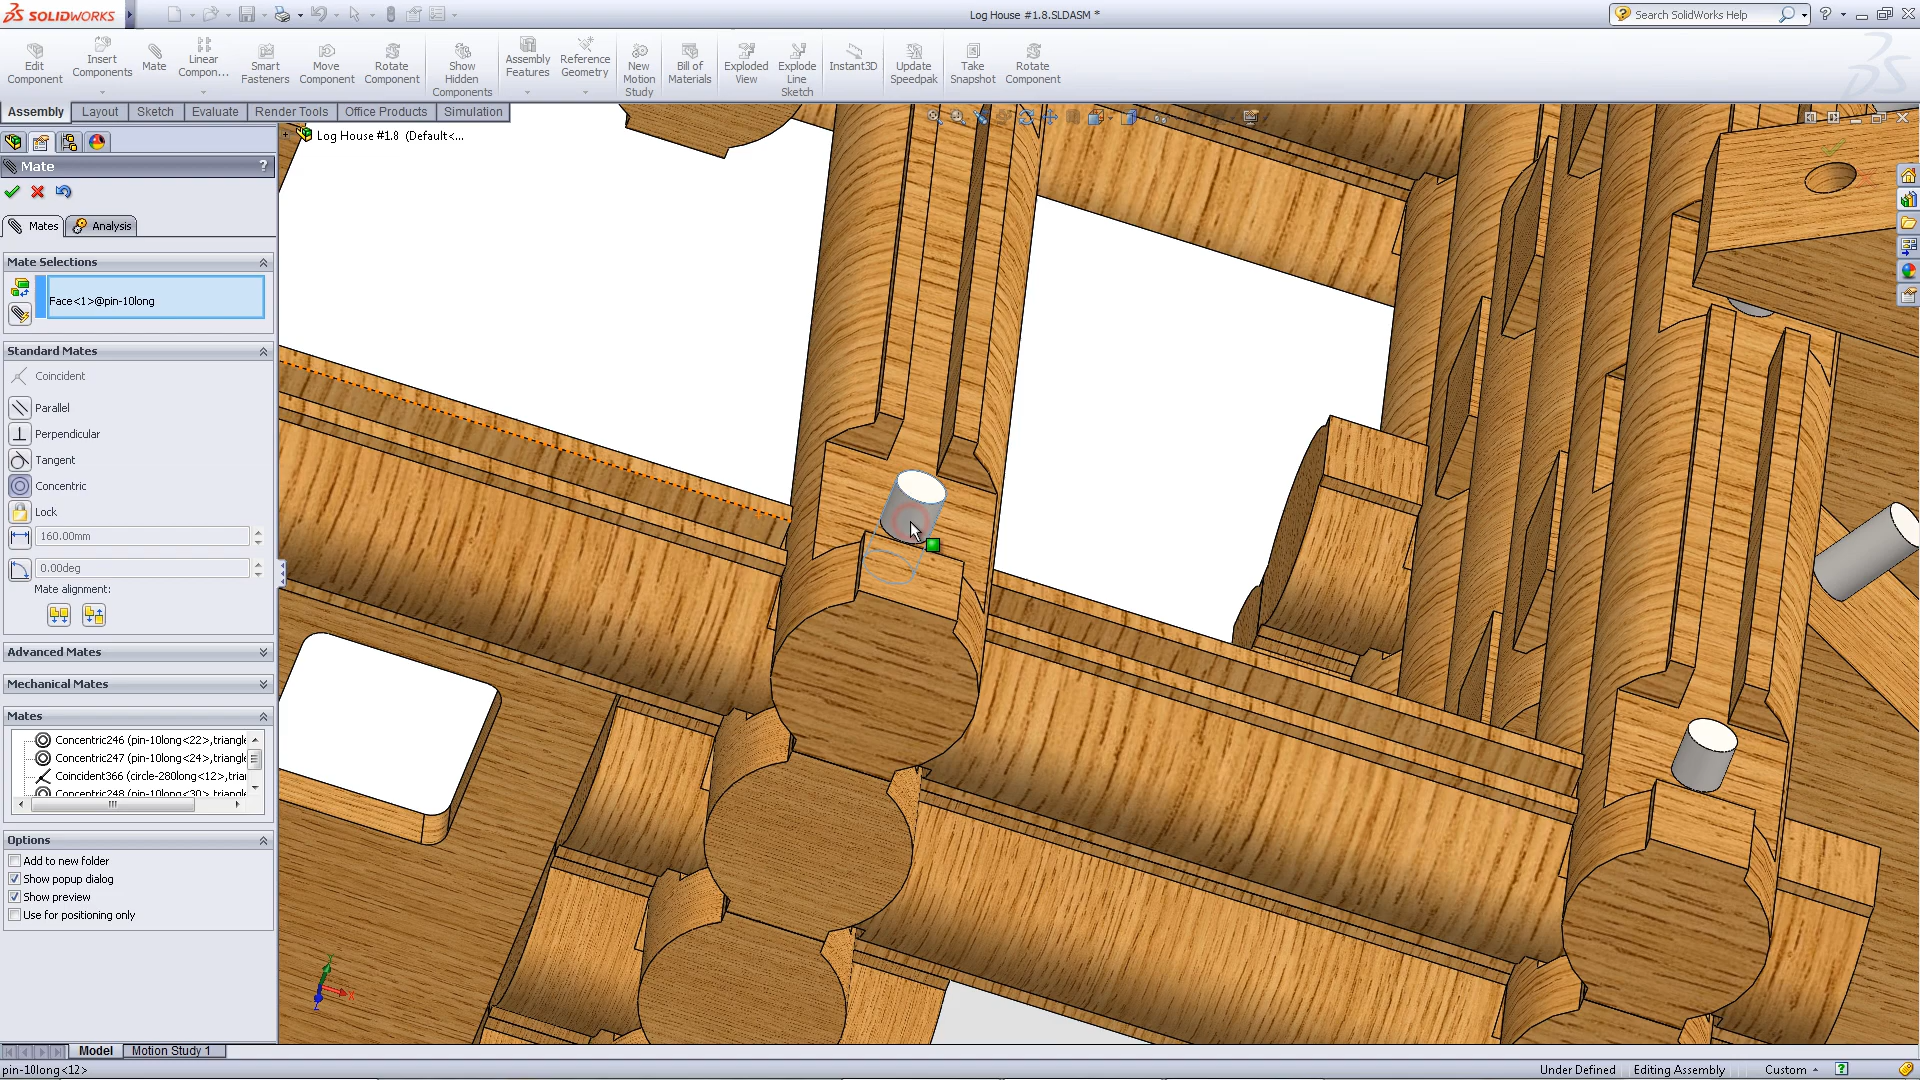 SOLIDWORKS
Log House #1.8.SLDASM *
Search SolidWorks Help
Edit Component
Insert Components
Mate
Linear Compon...
Smart Fasteners
Move Component
Rotate Component
Show Hidden Components
Assembly Features
Reference Geometry
New Motion Study
Bill of Materials
Exploded View
Explode Line Sketch
Instant3D
Update Speedpak
Take Snapshot
Rotate Component
Assembly
Layout
Sketch
Evaluate
Render Tools
Office Products
Simulation
Log House #1.8 (Default<...
Mate
?
Mates
Analysis
Mate Selections
Face<1>@pin-10long
Standard Mates
Coincident
Parallel
Perpendicular
Tangent
Concentric
Lock
160.00mm
0.00deg
Mate alignment:
Advanced Mates
Mechanical Mates
Mates
Concentric246 (pin-10long<22>,triangle
Concentric247 (pin-10long<24>,triangle
Coincident366 (circle-280long<12>,trian
Concentric248 (pin-10long<30>,triangle
Options
Add to new folder
Show popup dialog
Show preview
Use for positioning only
Model
Motion Study 1
pin-10long<12>
Under Defined
Editing Assembly
Custom